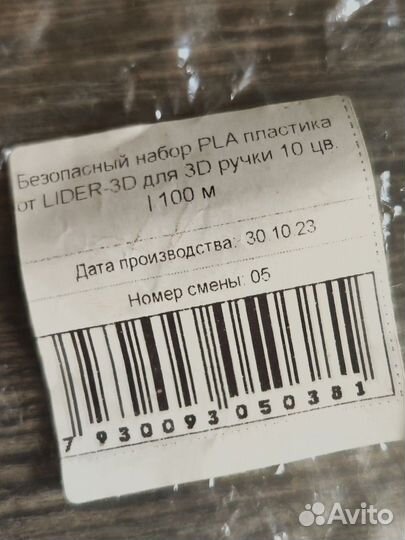 Безопасный набор PLA пластика
от LIDER-3D для 3D ручки 10 цв.
| 100 м
Дата производства: 30.10.23
Номер смены: 05
7930093050381
Avito